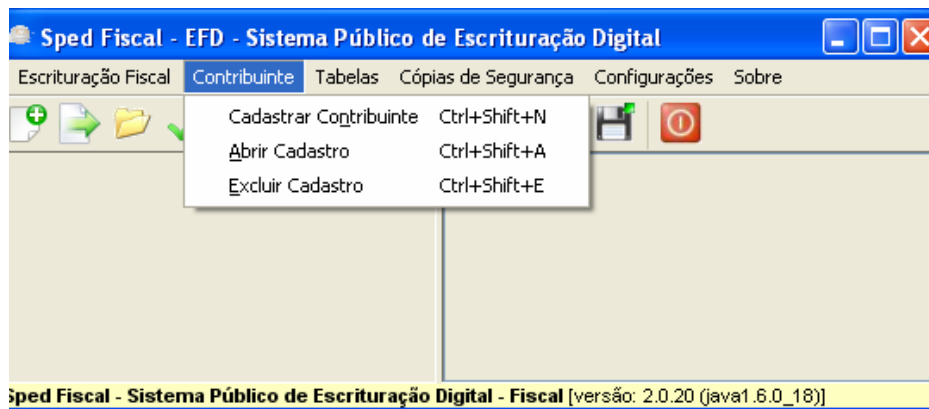 Sped Fiscal - EFD - Sistema Público de Escrituração Digital
Escrituração Fiscal Contribuinte Tabelas Cópias de Segurança Configurações Sobre
Cadastrar Contribuinte Ctrl+Shift+N
Abrir Cadastro Ctrl+Shift+A
Excluir Cadastro Ctrl+Shift+E
Sped Fiscal - Sistema Público de Escrituração Digital - Fiscal [versão: 2.0.20 (java1.6.0_18)]